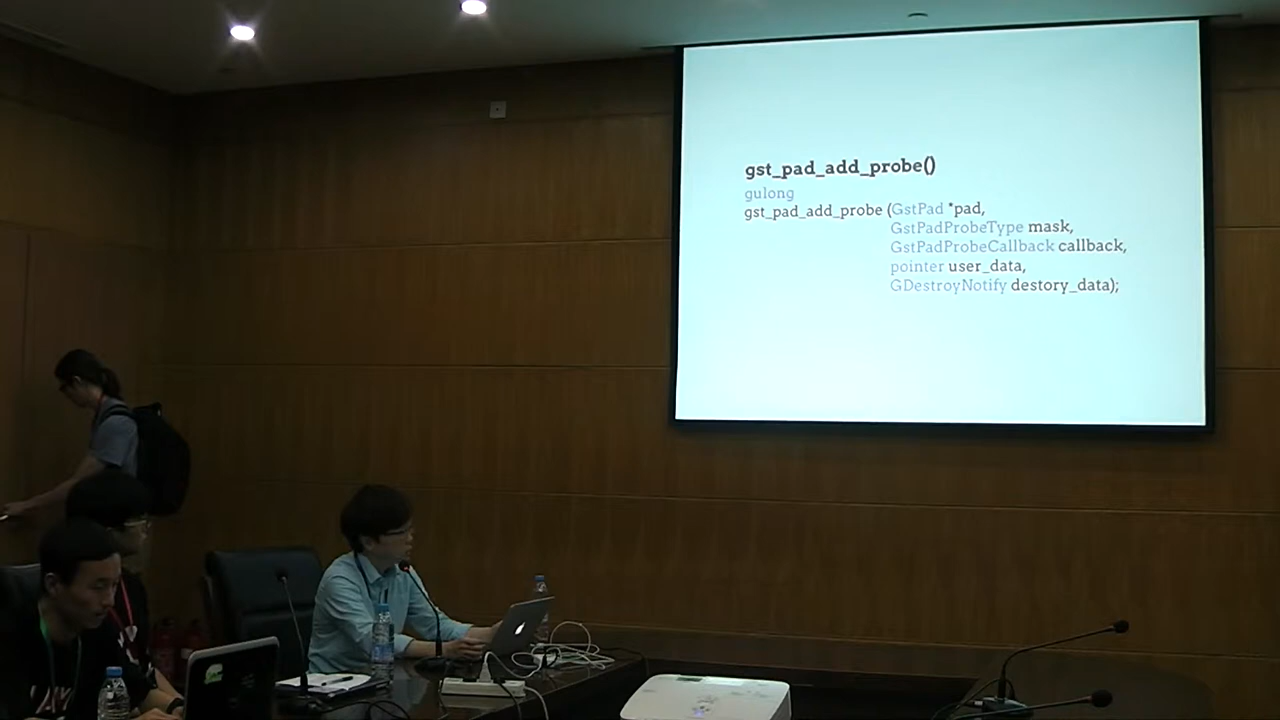 gst_pad_add_probe()
gulong
gst_pad_add_probe (GstPad *pad,
GstPadProbeType mask,
GstPadProbeCallback callback,
pointer user_data,
GDestroyNotify destory_data);